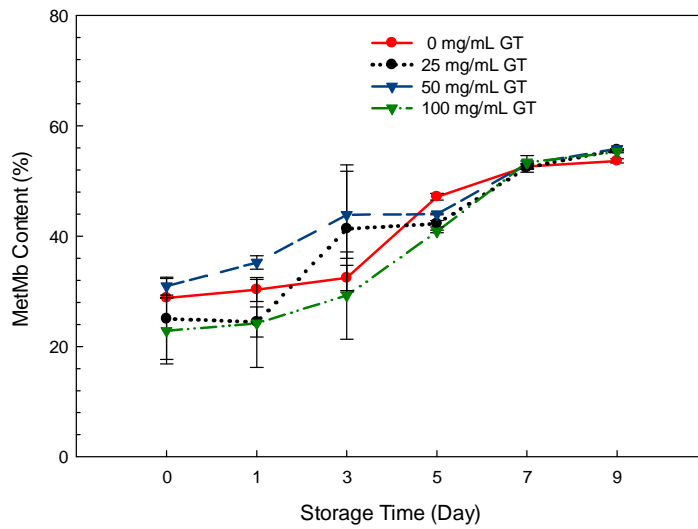 80
60
40
20
0
MetMb Content (%)
0 mg/mL GT
25 mg/mL GT
50 mg/mL GT
100 mg/mL GT
0 1 3 5 7 9
Storage Time (Day)